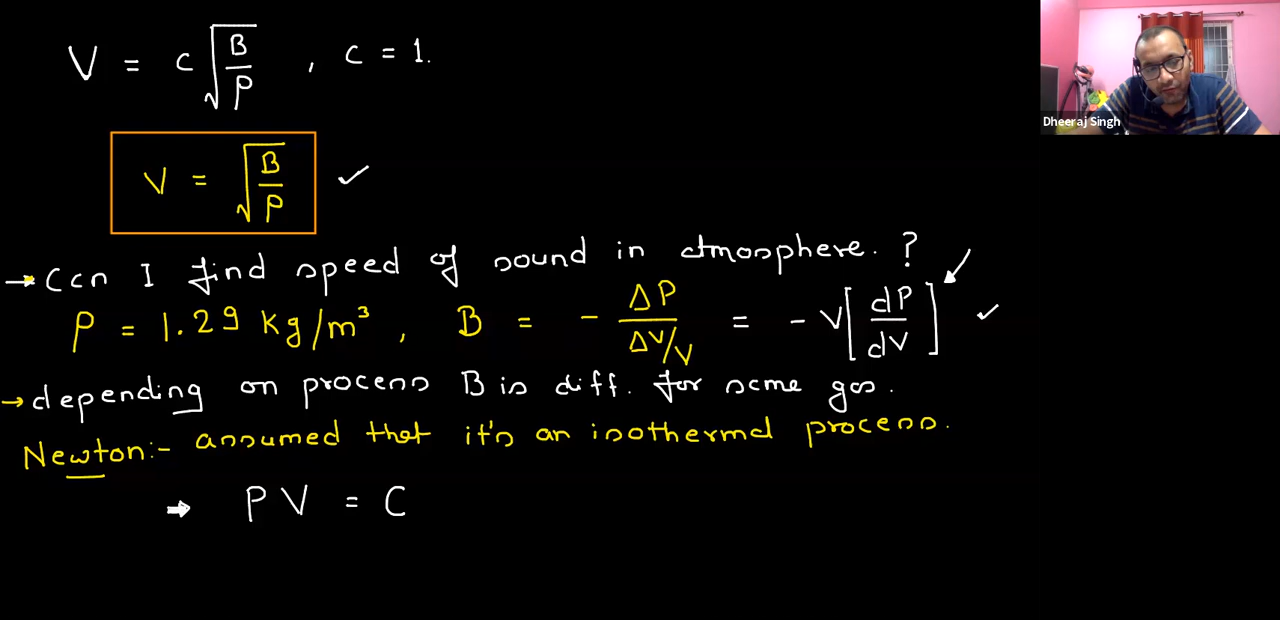 V = c√(B/ρ) , c = 1.
Dheeraj Singh
V = √(B/ρ) ✓
→ Can I find speed of sound in atmosphere. ?
ρ = 1.29 kg/m³ , B = - ΔP/(ΔV/V) = - V[dP/dV] ✓
→ depending on process B is diff. for same gas.
Newton:- assumed that it's an isothermal process.
→ PV = C